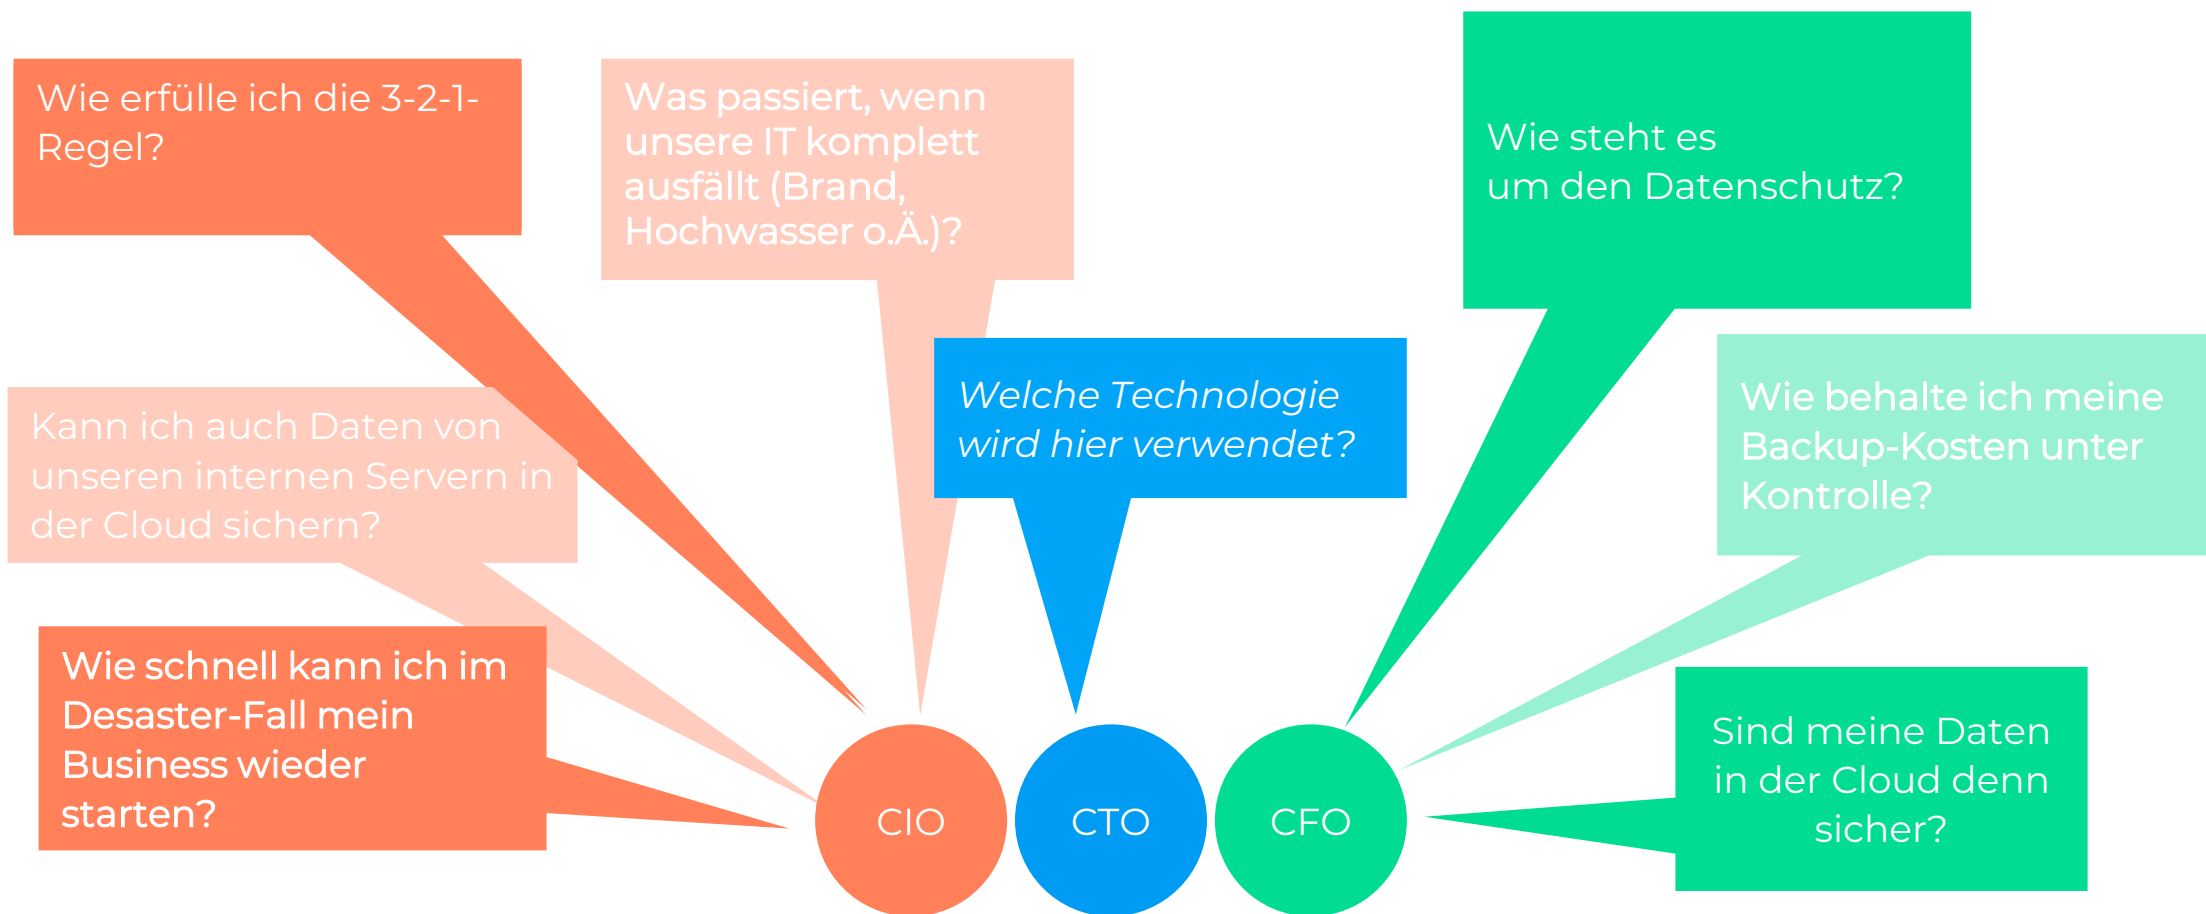 Wie erfülle ich die 3-2-1-
Regel?
Was passiert, wenn
unsere IT komplett
ausfällt (Brand,
Hochwasser o.Ä.)?
Wie steht es
um den Datenschutz?
Kann ich auch Daten von
unseren internen Servern in
der Cloud sichern?
Welche Technologie
wird hier verwendet?
Wie behalte ich meine
Backup-Kosten unter
Kontrolle?
Wie schnell kann ich im
Desaster-Fall mein
Business wieder
starten?
Sind meine Daten
in der Cloud denn
sicher?
CIO
CTO
CFO